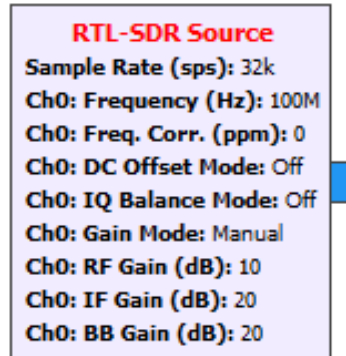 RTL-SDR Source
Sample Rate (sps): 32k
Ch0: Frequency (Hz): 100M
Ch0: Freq. Corr. (ppm): 0
Ch0: DC Offset Mode: Off
Ch0: IQ Balance Mode: Off
Ch0: Gain Mode: Manual
Ch0: RF Gain (dB): 10
Ch0: IF Gain (dB): 20
Ch0: BB Gain (dB): 20